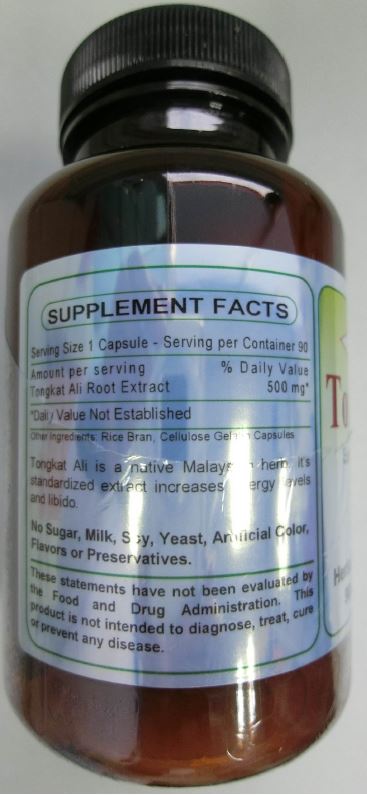 SUPPLEMENT FACTS
Serving Size 1 Capsule - Serving per Container 90
Amount per serving % Daily Value
Tongkat Ali Root Extract 500 mg*
*Daily Value Not Established
Other Ingredients: Rice Bran, Cellulose Gelatin Capsules
Tongkat Ali is a native Malaysian herb. It's
standardized extract increases energy levels
and libido.
No Sugar, Milk, Soy, Yeast, Artificial Color,
Flavors or Preservatives.
These statements have not been evaluated by
the Food and Drug Administration. This
product is not intended to diagnose, treat, cure
or prevent any disease.
To